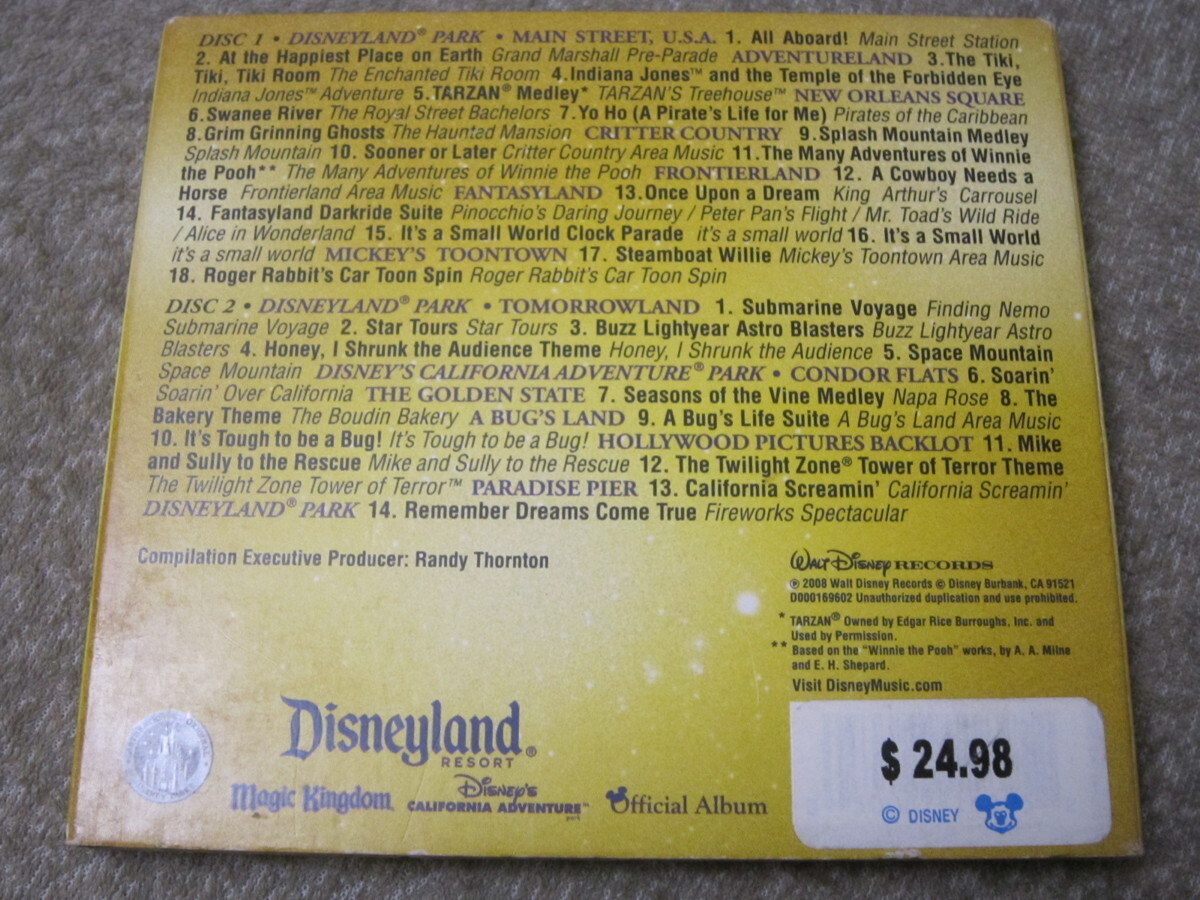 DISC 1 • DISNEYLAND® PARK • MAIN STREET, U.S.A. 1. All Aboard! Main Street Station
2. At the Happiest Place on Earth Grand Marshall Pre-Parade ADVENTURELAND 3.The Tiki,
Tiki, Tiki Room The Enchanted Tiki Room 4.Indiana Jones™ and the Temple of the Forbidden Eye
Indiana Jones™ Adventure 5.TARZAN® Medley* TARZAN'S Treehouse™ NEW ORLEANS SQUARE
6.Swanee River The Royal Street Bachelors 7.Yo Ho (A Pirate's Life for Me) Pirates of the Caribbean
8.Grim Grinning Ghosts The Haunted Mansion CRITTER COUNTRY 9.Splash Mountain Medley
Splash Mountain 10. Sooner or Later Critter Country Area Music 11.The Many Adventures of Winnie
the Pooh** The Many Adventures of Winnie the Pooh FRONTIERLAND 12. A Cowboy Needs a
Horse Frontierland Area Music FANTASYLAND 13.Once Upon a Dream King Arthur's Carrousel
14. Fantasyland Darkride Suite Pinocchio's Daring Journey / Peter Pan's Flight / Mr. Toad's Wild Ride
/ Alice in Wonderland 15. It's a Small World Clock Parade it's a small world 16. It's a Small World
it's a small world MICKEY'S TOONTOWN 17. Steamboat Willie Mickey's Toontown Area Music
18. Roger Rabbit's Car Toon Spin Roger Rabbit's Car Toon Spin
DISC 2 • DISNEYLAND® PARK • TOMORROWLAND 1. Submarine Voyage Finding Nemo
Submarine Voyage 2. Star Tours Star Tours 3. Buzz Lightyear Astro Blasters Buzz Lightyear Astro
Blasters 4. Honey, I Shrunk the Audience Theme Honey, I Shrunk the Audience 5. Space Mountain
Space Mountain DISNEY'S CALIFORNIA ADVENTURE® PARK • CONDOR FLATS 6. Soarin'
Soarin' Over California THE GOLDEN STATE 7. Seasons of the Vine Medley Napa Rose 8. The
Bakery Theme The Boudin Bakery A BUG'S LAND 9. A Bug's Life Suite A Bug's Land Area Music
10. It's Tough to be a Bug! It's Tough to be a Bug! HOLLYWOOD PICTURES BACKLOT 11. Mike
and Sully to the Rescue Mike and Sully to the Rescue 12. The Twilight Zone® Tower of Terror Theme
The Twilight Zone Tower of Terror™ PARADISE PIER 13. California Screamin' California Screamin'
DISNEYLAND® PARK 14. Remember Dreams Come True Fireworks Spectacular
Compilation Executive Producer: Randy Thornton
Walt Disney RECORDS
℗ 2008 Walt Disney Records © Disney Burbank, CA 91521
D000169602 Unauthorized duplication and use prohibited.
* TARZAN® Owned by Edgar Rice Burroughs, Inc. and
Used by Permission.
** Based on the "Winnie the Pooh" works, by A. A. Milne
and E. H. Shepard.
Visit DisneyMusic.com
Disneyland®
RESORT
Magic Kingdom
Disney's
CALIFORNIA ADVENTURE™
park
Official Album
$ 24.98
© DISNEY